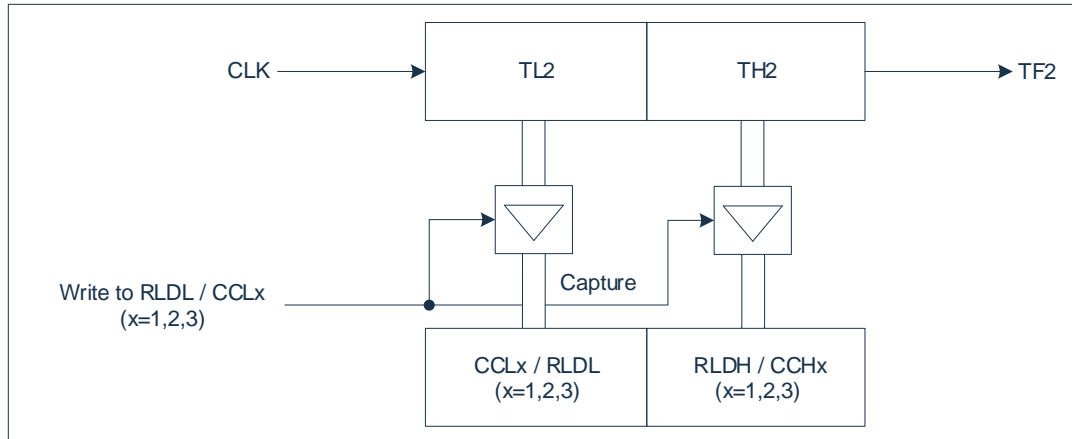 CLK
TL2
TH2
TF2
Capture
Write to RLDL / CCLx
(x=1,2,3)
CCLx / RLDL
(x=1,2,3)
RLDH / CCHx
(x=1,2,3)